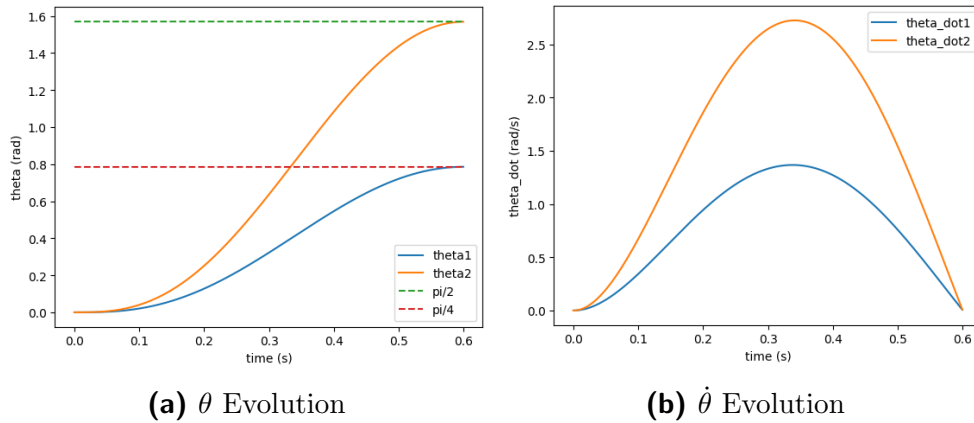 1.6
1.4
1.2
1.0
0.8
0.6
0.4
0.2
0.0
theta (rad)
theta1
theta2
pi/2
pi/4
0.0 0.1 0.2 0.3 0.4 0.5 0.6
time (s)
(a) θ Evolution
2.5
2.0
1.5
1.0
0.5
0.0
theta_dot (rad/s)
theta_dot1
theta_dot2
0.0 0.1 0.2 0.3 0.4 0.5 0.6
time (s)
(b) θ̇ Evolution